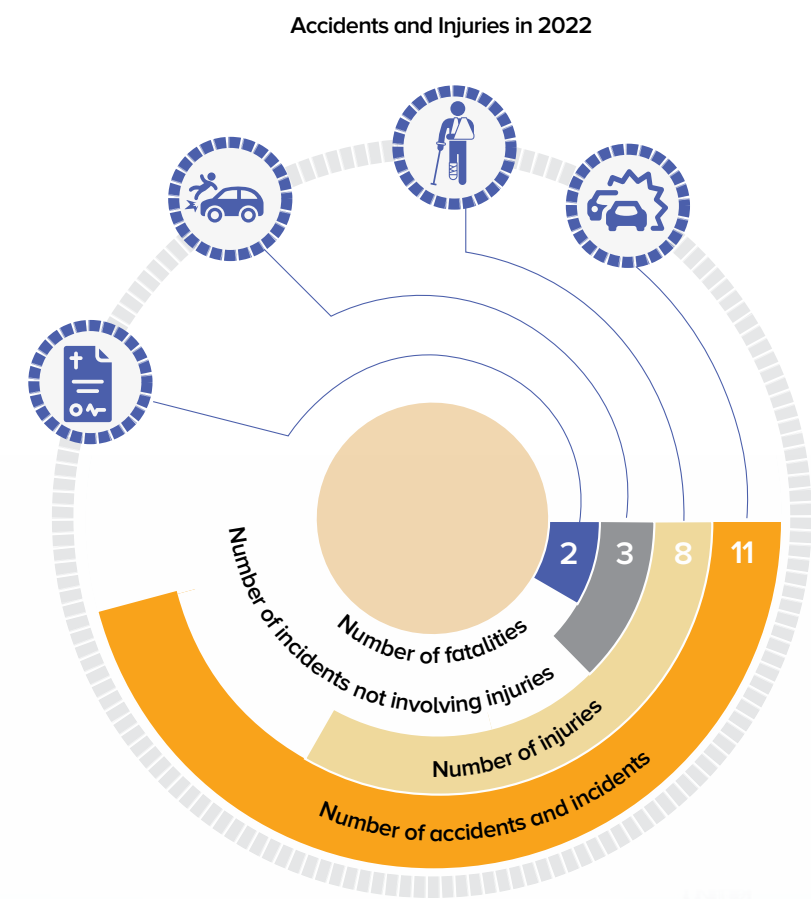 Accidents and Injuries in 2022
2
3
8
11
Number of fatalities
Number of incidents not involving injuries
Number of injuries
Number of accidents and incidents